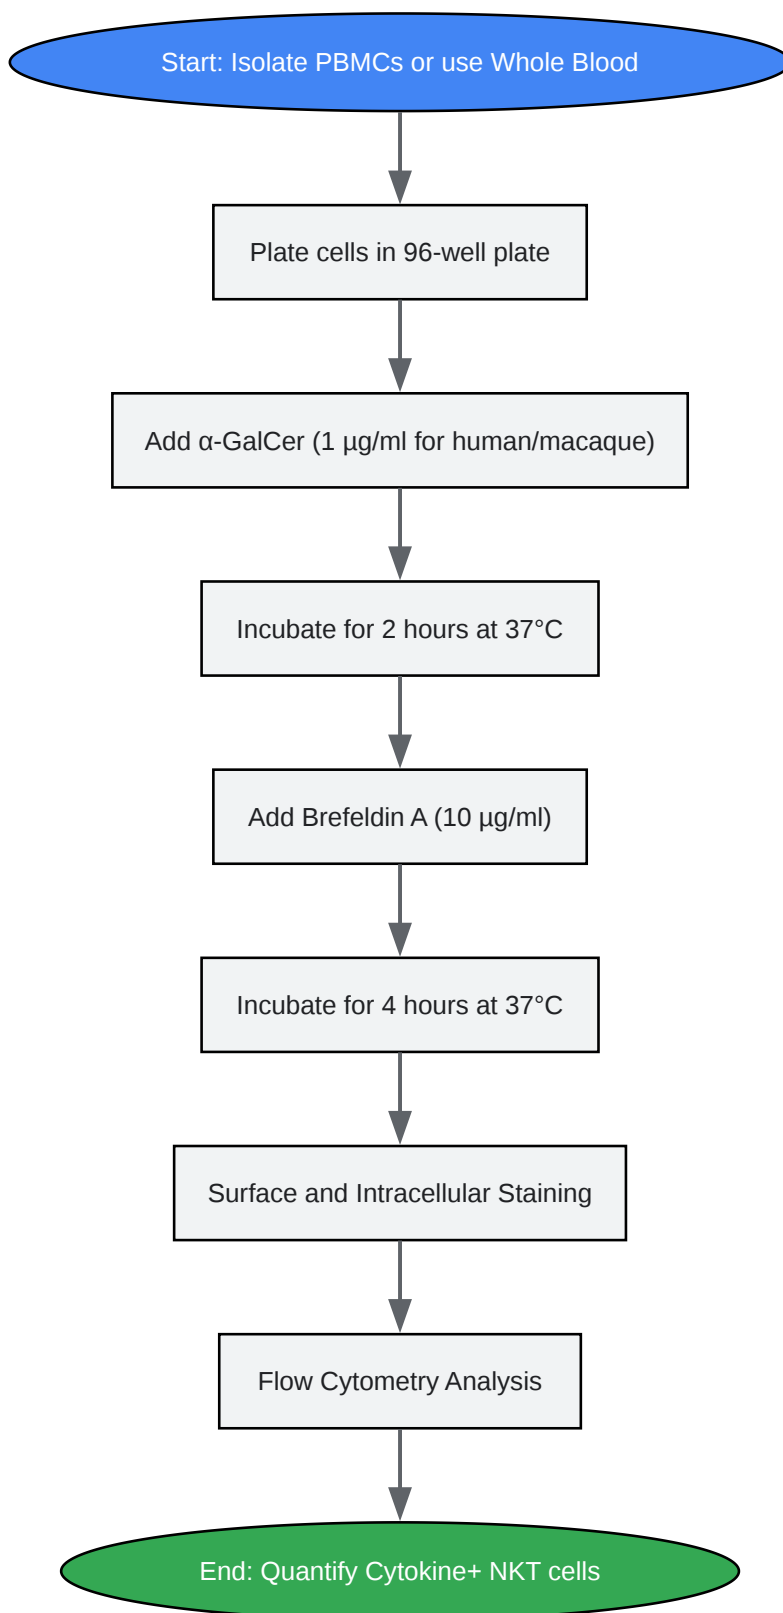 Start: Isolate PBMCs or use Whole Blood
Plate cells in 96-well plate
Add α-GalCer (1 µg/ml for human/macaque)
Incubate for 2 hours at 37°C
Add Brefeldin A (10 µg/ml)
Incubate for 4 hours at 37°C
Surface and Intracellular Staining
Flow Cytometry Analysis
End: Quantify Cytokine+ NKT cells